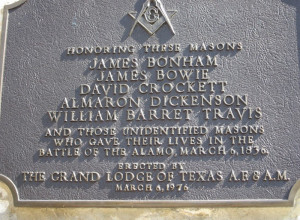 G
HONORING THESE MASONS
JAMES BONHAM
JAMES BOWIE
DAVID CROCKETT
ALMARON DICKENSON
WILLIAM BARRET TRAVIS
AND THOSE UNIDENTIFIED MASONS
WHO GAVE THEIR LIVES IN THE
BATTLE OF THE ALAMO, MARCH 6, 1836.
ERECTED BY
THE GRAND LODGE OF TEXAS A.F.&A.M.
MARCH 6, 1976